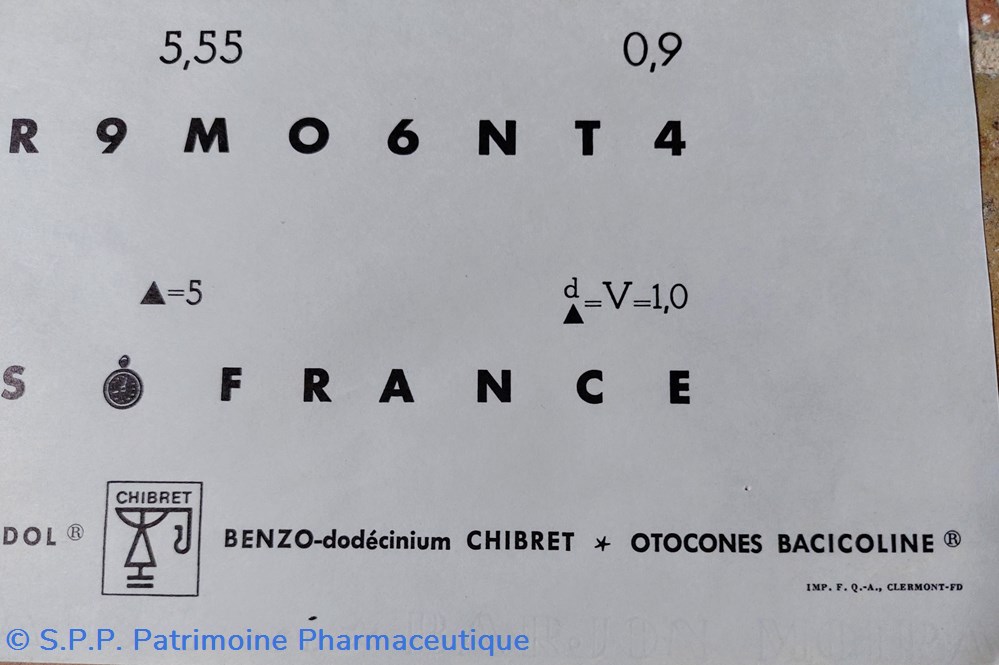 5,55 0,9
R 9 M O 6 N T 4
▲=5 d/▲=V=1,0
S F R A N C E
CHIBRET
DOL ® BENZO-dodécinium CHIBRET ★ OTOCONES BACICOLINE ®
IMP. F. Q.-A., CLERMONT-FD
© S.P.P. Patrimoine Pharmaceutique